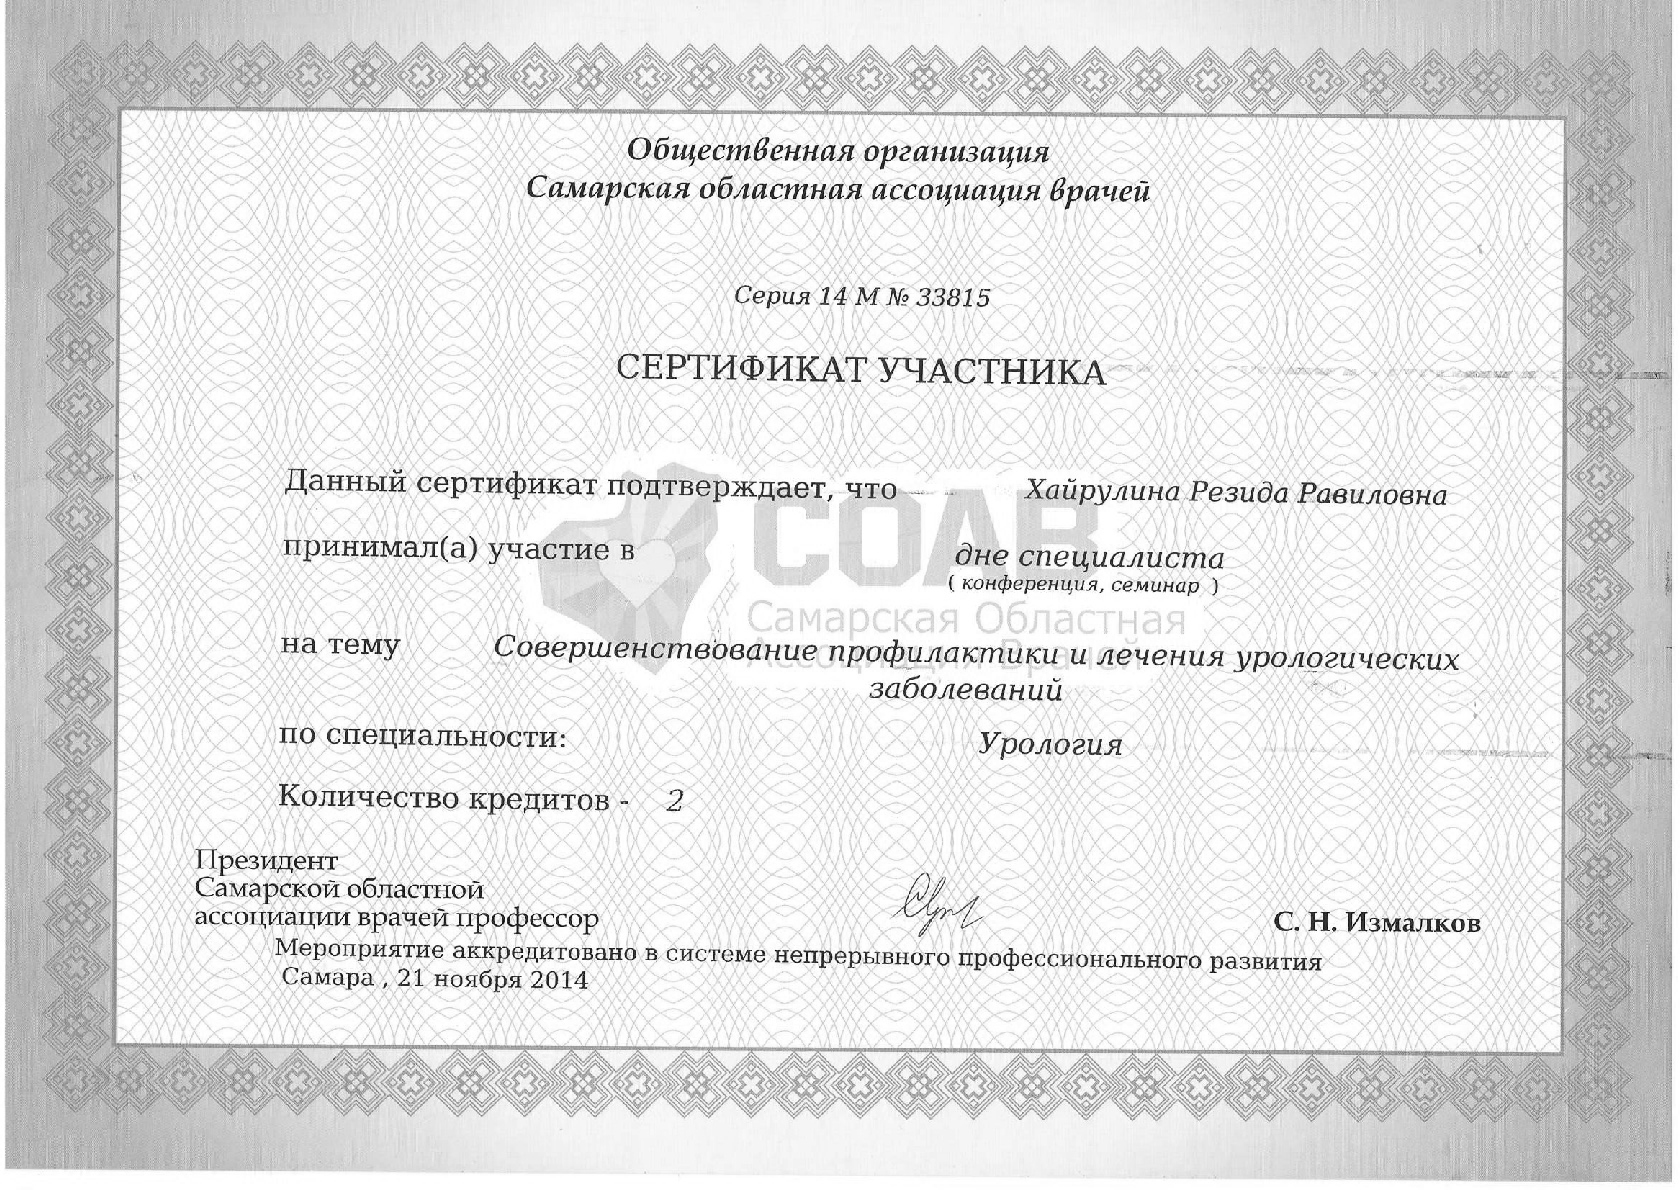 Общественная организация
Самарская областная ассоциация врачей
Серия 14 М № 33815
СЕРТИФИКАТ УЧАСТНИКА
Данный сертификат подтверждает, что Хайрулина Резида Равиловна
принимал(а) участие в дне специалиста
( конференция, семинар )
СОАВ
Самарская Областная
Ассоциация Врачей
на тему Совершенствование профилактики и лечения урологических
заболеваний
по специальности: Урология
Количество кредитов - 2
Президент
Самарской областной
ассоциации врачей профессор С. Н. Измалков
Мероприятие аккредитовано в системе непрерывного профессионального развития
Самара , 21 ноября 2014